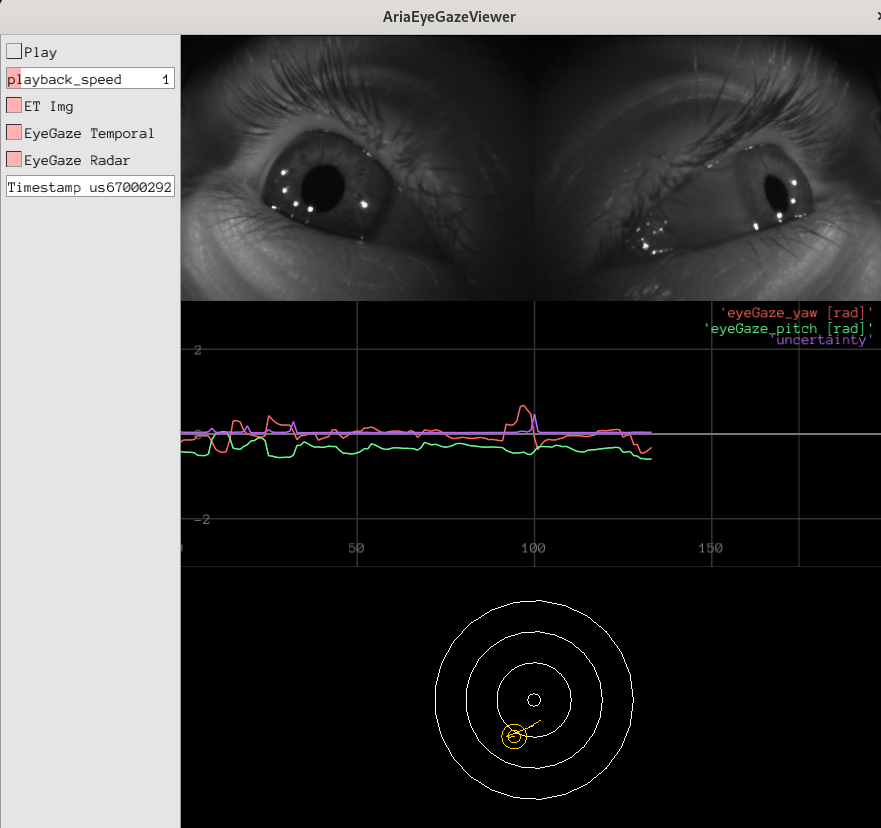 AriaEyeGazeViewer
Play
playback_speed 1
ET Img
EyeGaze Temporal
EyeGaze Radar
Timestamp us67000292
'eyeGaze_yaw [rad]'
'eyeGaze_pitch [rad]'
'uncertainty'
2
0
-2
50
100
150